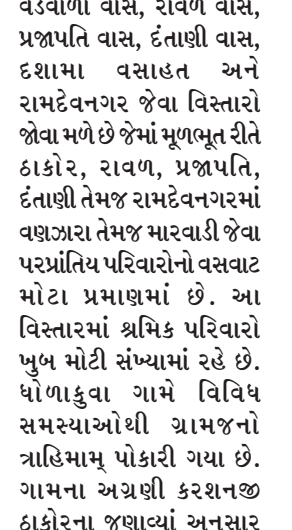 વડવાળા વાસ, રાવળ વાસ,
પ્રજાપતિ વાસ, દંતાણી વાસ,
દશામા વસાહત અને
રામદેવનગર જેવા વિસ્તારો
જોવા મળે છે જેમાં મૂળભૂત રીતે
ઠાકોર, રાવળ, પ્રજાપતિ,
દંતાણી તેમજ રામદેવનગરમાં
વણઝારા તેમજ મારવાડી જેવા
પરપ્રાંતિય પરિવારોનો વસવાટ
મોટા પ્રમાણમાં છે. આ
વિસ્તારમાં શ્રમિક પરિવારો
ખુબ મોટી સંખ્યામાં રહે છે.
ધોળાકુવા ગામે વિવિધ
સમસ્યાઓથી ગ્રામજનો
ત્રાહિમામ્ પોકારી ગયા છે.
ગામના અગ્રણી કરશનજી
ઠાકોરના જણાવ્યાં અનુસાર